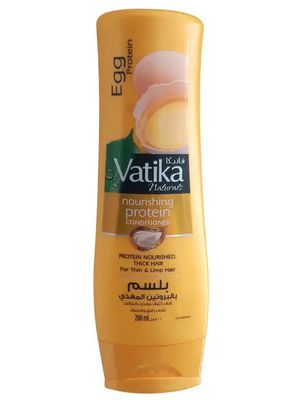 Egg
Protein
فاتيكا
Vatika
Naturals
nourishing
protein
CONDITIONER
PROTEIN NOURISHED,
THICK HAIR
For Thin & Limp Hair
بلسم
بالبروتين المغذي
200 ml